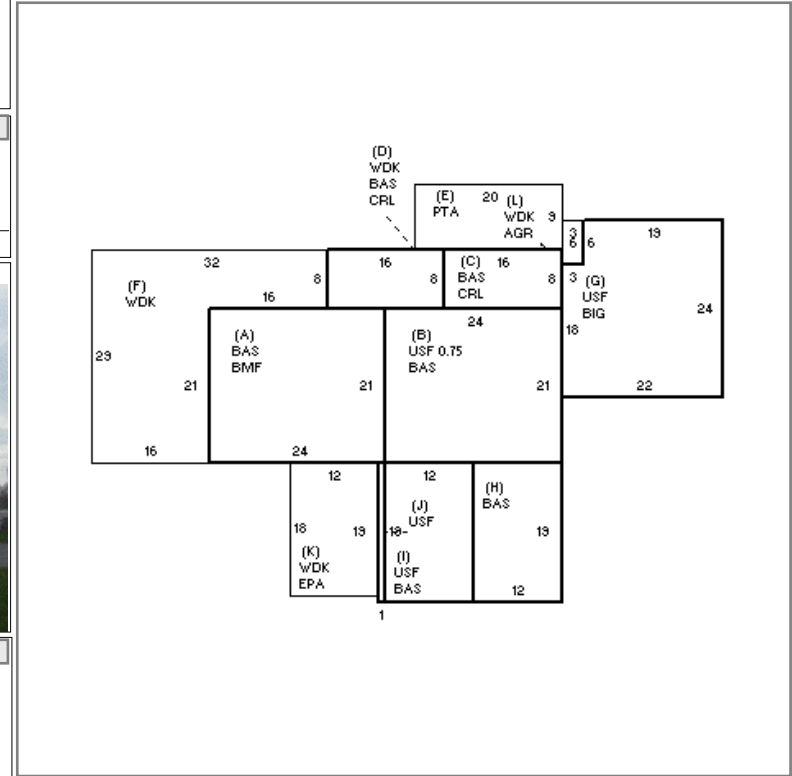 (D)
WDK
BAS
CRL
(E)
PTA
20
(L)
WDK
AGR
9
3
6
6
19
32
16
8
16
8
(C)
BAS
CRL
16
8
3
(G)
USF
BIG
24
(F)
WDK
16
24
18
29
21
(A)
BAS
BMF
21
(B)
USF 0.75
BAS
21
22
16
24
12
12
(H)
BAS
(J)
USF
18
19
-19-
19
(K)
WDK
EPA
(I)
USF
BAS
12
1